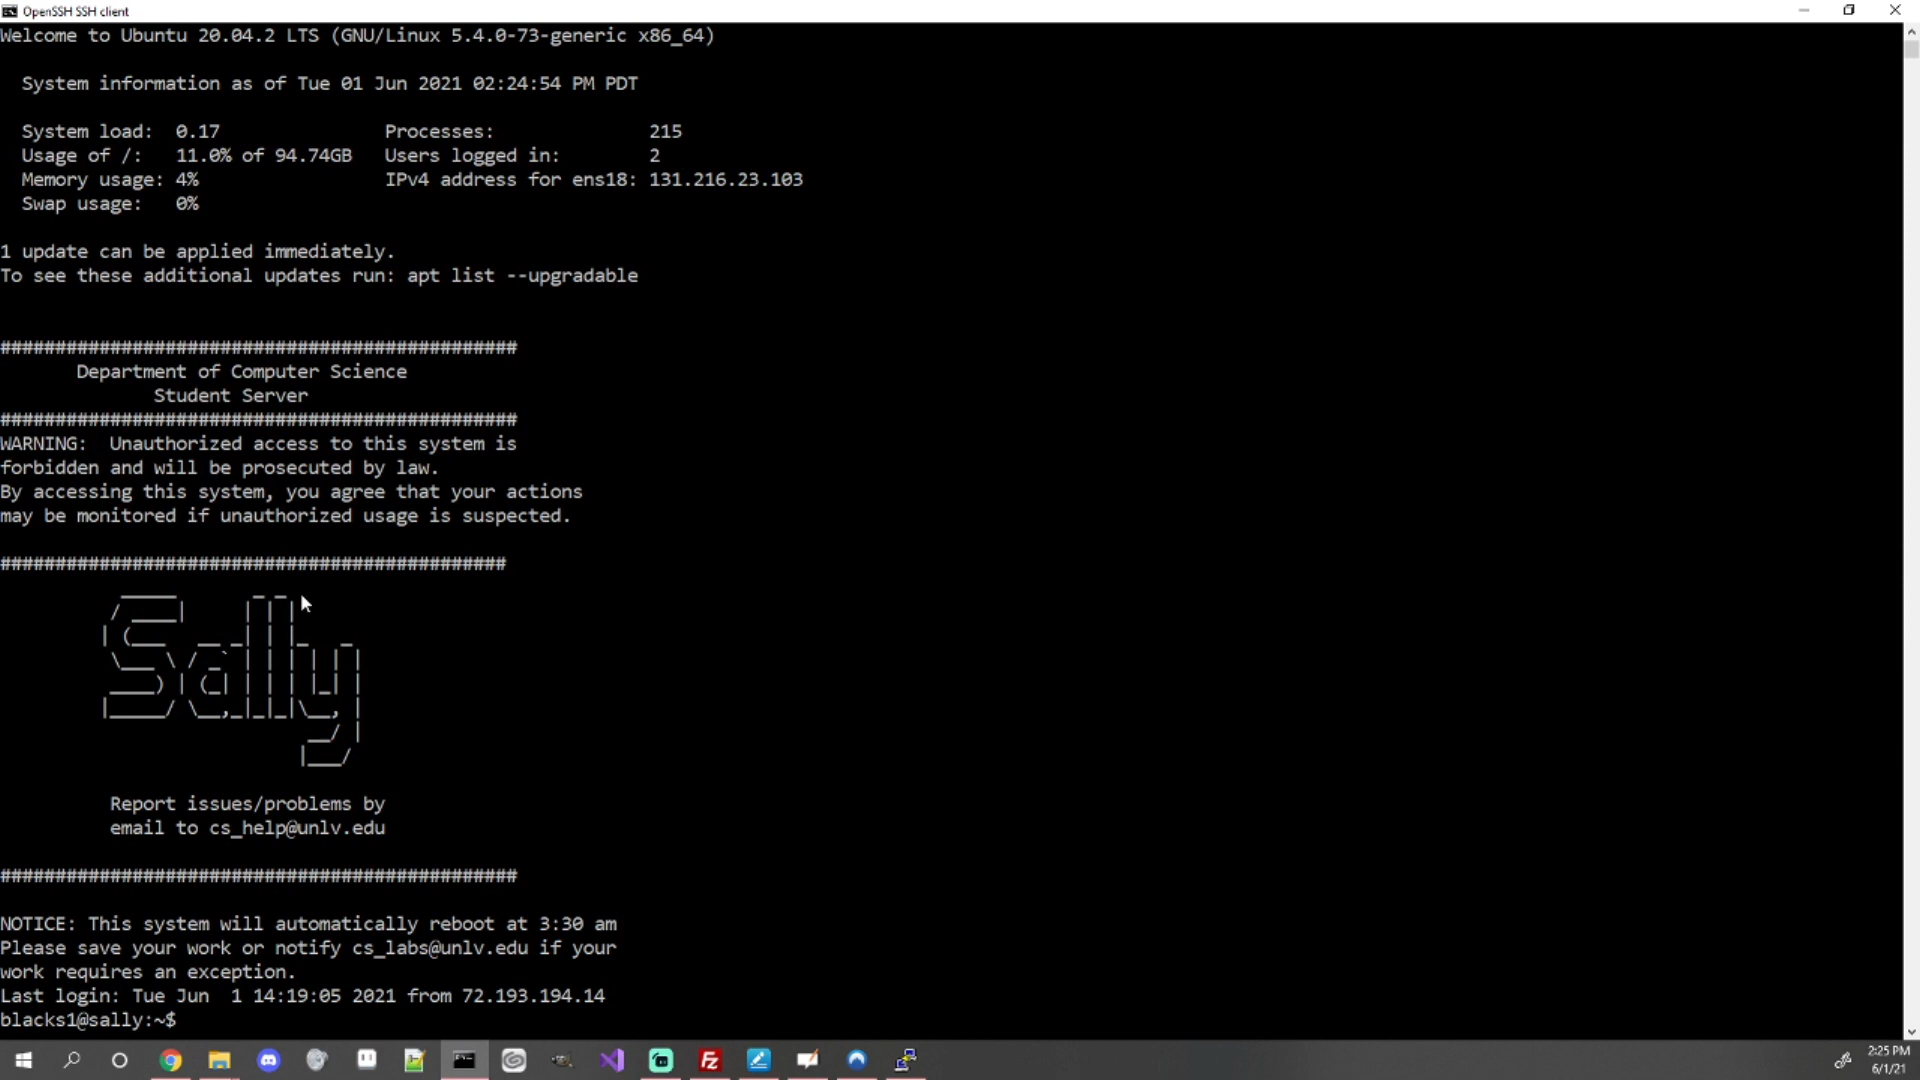 OpenSSH SSH client
Welcome to Ubuntu 20.04.2 LTS (GNU/Linux 5.4.0-73-generic x86_64)
System information as of Tue 01 Jun 2021 02:24:54 PM PDT
System load:  0.17               Processes:              215
Usage of /:   11.0% of 94.74GB   Users logged in:        2
Memory usage: 4%                 IPv4 address for ens18: 131.216.23.103
Swap usage:   0%
1 update can be applied immediately.
To see these additional updates run: apt list --upgradable
###############################################
Department of Computer Science
Student Server
###############################################
WARNING:  Unauthorized access to this system is
forbidden and will be prosecuted by law.
By accessing this system, you agree that your actions
may be monitored if unauthorized usage is suspected.
##############################################
Sally
Report issues/problems by
email to cs_help@unlv.edu
###############################################
NOTICE: This system will automatically reboot at 3:30 am
Please save your work or notify cs_labs@unlv.edu if your
work requires an exception.
Last login: Tue Jun  1 14:19:05 2021 from 72.193.194.14
blacks1@sally:~$
2:25 PM
6/1/21